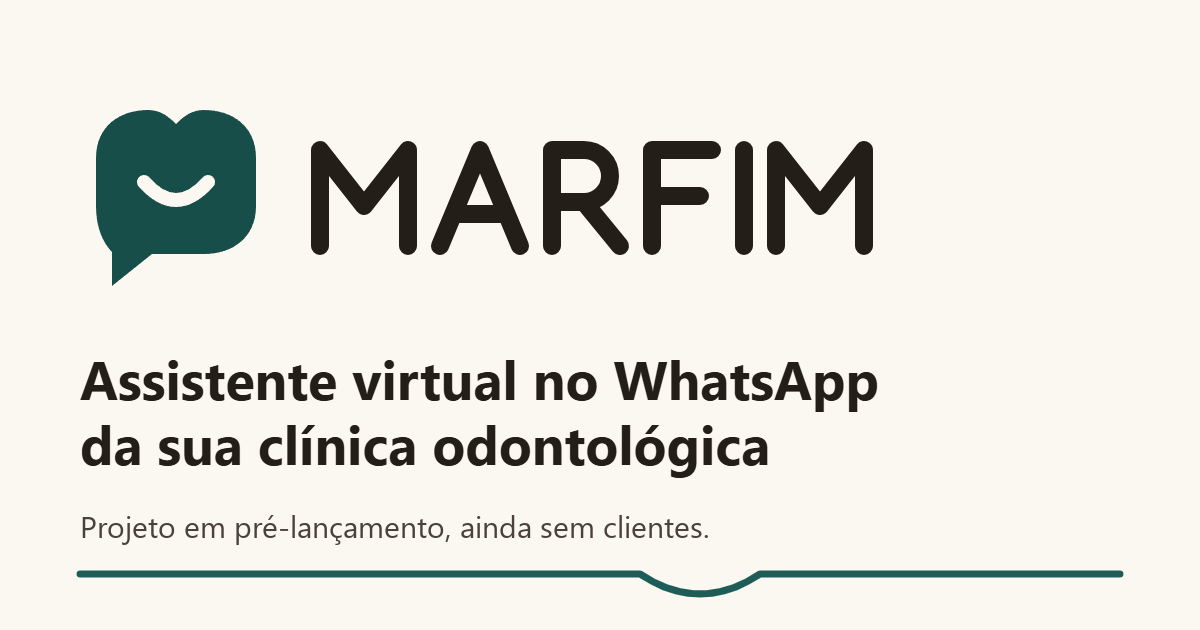 MARFIM
Assistente virtual no WhatsApp
da sua clínica odontológica
Projeto em pré-lançamento, ainda sem clientes.